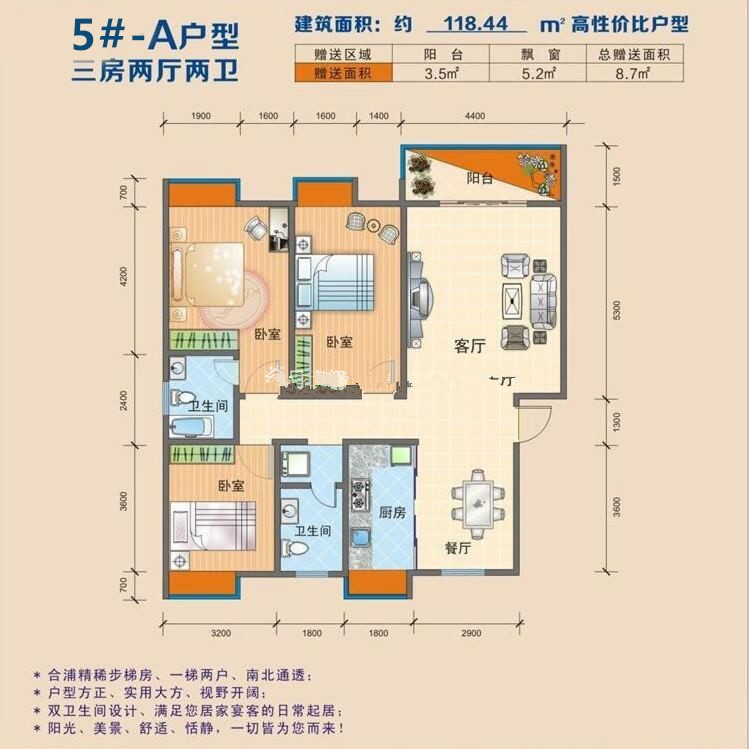 5#-A户型
三房两厅两卫
建筑面积：约 118.44 ㎡ 高性价比户型
赠送区域 阳台 飘窗 总赠送面积
赠送面积 3.5㎡ 5.2㎡ 8.7㎡
1900 1600 1600 1400 4400
700
1500
阳台
4200
5300
卧室
卧室
客厅
厅
2400
卫生间
1300
3600
卧室
卫生间
厨房
餐厅
3600
700
3200 1800 1800 2900
* 合浦精稀步梯房、一梯两户、南北通透；
* 户型方正、实用大方、视野开阔；
* 双卫生间设计、满足您居家宴客的日常起居；
* 阳光、美景、舒适、恬静，一切皆为您而来！